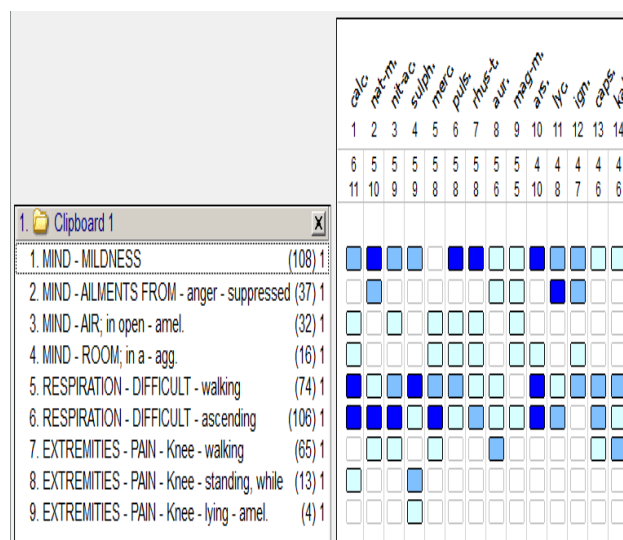 calc. nat-m. nit-ac. sulph. merc. puls. rhus-t. aur. mag-m. ars. lyc. ign. caps.
1 2 3 4 5 6 7 8 9 10 11 12 13 14
6 5 5 5 5 5 5 5 5 4 4 4 4 4
11 10 9 9 8 8 8 6 5 10 8 7 6 6
1. Clipboard 1 X
1. MIND - MILDNESS (108) 1
2. MIND - AILMENTS FROM - anger - suppressed (37) 1
3. MIND - AIR; in open - amel. (32) 1
4. MIND - ROOM; in a - agg. (16) 1
5. RESPIRATION - DIFFICULT - walking (74) 1
6. RESPIRATION - DIFFICULT - ascending (106) 1
7. EXTREMITIES - PAIN - Knee - walking (65) 1
8. EXTREMITIES - PAIN - Knee - standing, while (13) 1
9. EXTREMITIES - PAIN - Knee - lying - amel. (4) 1